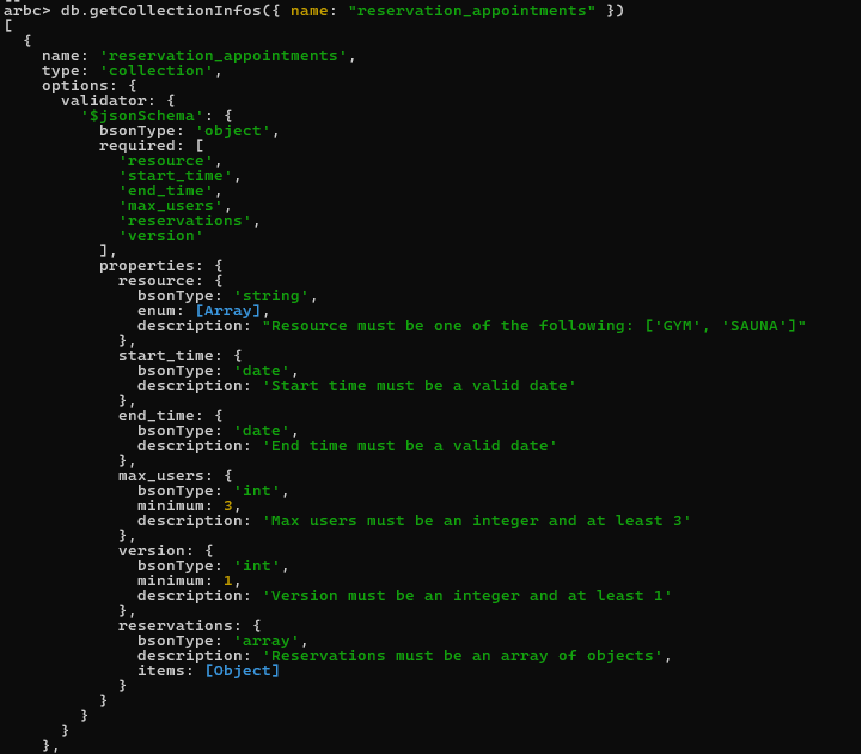 arbc> db.getCollectionInfos({ name: "reservation_appointments" })
[
  {
    name: 'reservation_appointments',
    type: 'collection',
    options: {
      validator: {
        '$jsonSchema': {
          bsonType: 'object',
          required: [
            'resource',
            'start_time',
            'end_time',
            'max_users',
            'reservations',
            'version'
          ],
          properties: {
            resource: {
              bsonType: 'string',
              enum: [Array],
              description: "Resource must be one of the following: ['GYM', 'SAUNA']"
            },
            start_time: {
              bsonType: 'date',
              description: 'Start time must be a valid date'
            },
            end_time: {
              bsonType: 'date',
              description: 'End time must be a valid date'
            },
            max_users: {
              bsonType: 'int',
              minimum: 3,
              description: 'Max users must be an integer and at least 3'
            },
            version: {
              bsonType: 'int',
              minimum: 1,
              description: 'Version must be an integer and at least 1'
            },
            reservations: {
              bsonType: 'array',
              description: 'Reservations must be an array of objects',
              items: [Object]
            }
          }
        }
      }
    },